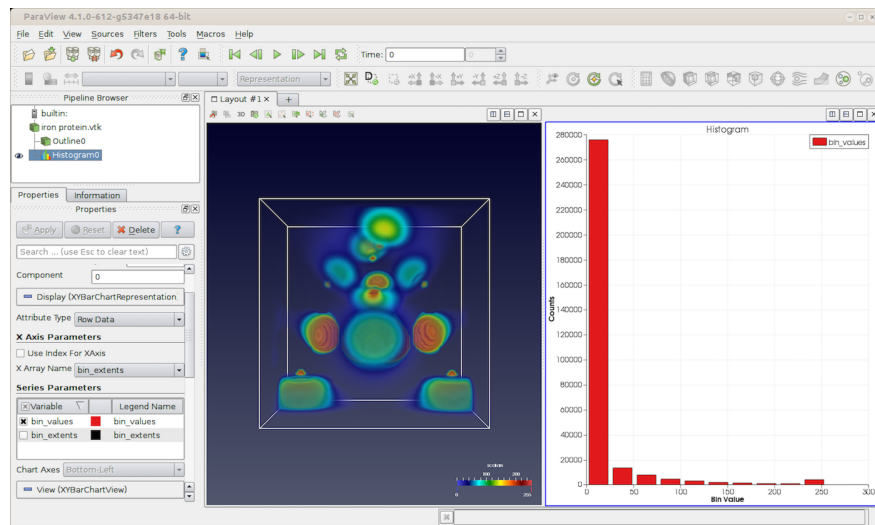 ParaView 4.1.0-612-g5347e18 64-bit
File Edit View Sources Filters Tools Macros Help
Time: 0 0
Representation
Pipeline Browser
builtin:
iron protein.vtk
Outline0
Histogram0
Properties Information
Properties
Apply Reset Delete ?
Search ... (use Esc to clear text)
Component 0
Display (XYBarChartRepresentation
Attribute Type Row Data
X Axis Parameters
Use Index For XAxis
X Array Name bin_extents
Series Parameters
Variable Legend Name
bin_values bin_values
bin_extents bin_extents
Chart Axes Bottom-Left
View (XYBarChartView)
Layout #1 × +
3D
scalars
100 200
0 255
Histogram
bin_values
280000
260000
240000
220000
200000
180000
160000
140000
120000
100000
80000
60000
40000
20000
0
Counts
0 50 100 150 200 250 300
Bin Value